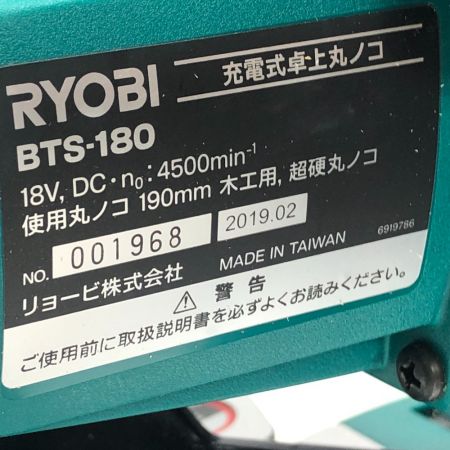 RYOBI 充電式卓上丸ノコ
BTS-180
18V, DC・n₀:4500min⁻¹
使用丸ノコ 190mm 木工用, 超硬丸ノコ
NO. 001968 2019.02
リョービ株式会社 MADE IN TAIWAN 6919786
⚠ 警告
ご使用前に取扱説明書を必ずよくお読みください。